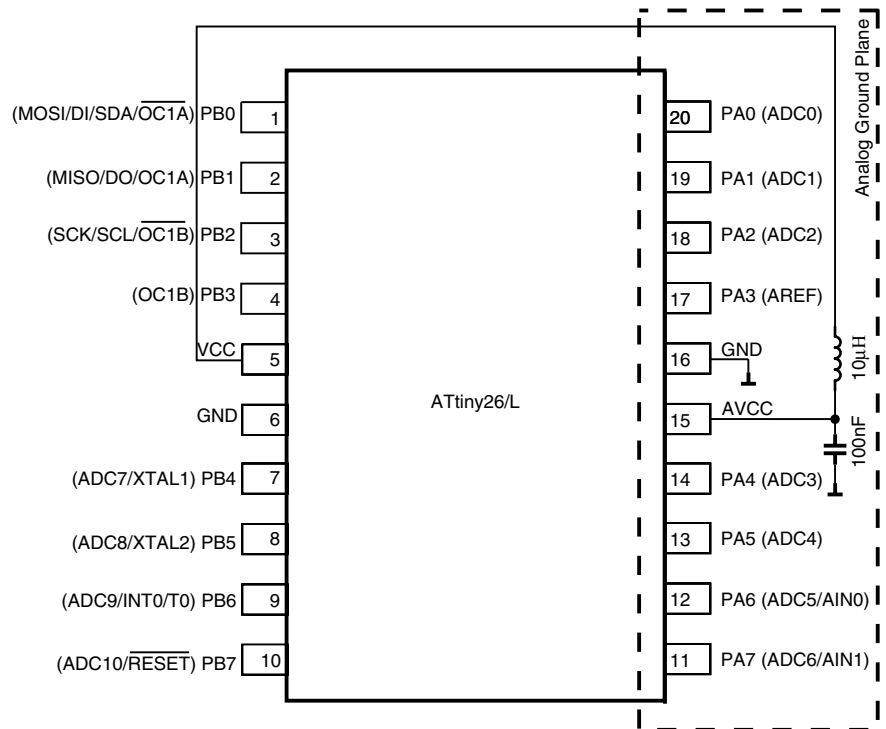 Analog Ground Plane
(MOSI/DI/SDA/OC1A) PB0 1
20 PA0 (ADC0)
(MISO/DO/OC1A) PB1 2
19 PA1 (ADC1)
(SCK/SCL/OC1B) PB2 3
18 PA2 (ADC2)
(OC1B) PB3 4
17 PA3 (AREF)
VCC 5
16 GND
10µH
GND 6
ATtiny26/L
15 AVCC
100nF
(ADC7/XTAL1) PB4 7
14 PA4 (ADC3)
(ADC8/XTAL2) PB5 8
13 PA5 (ADC4)
(ADC9/INT0/T0) PB6 9
12 PA6 (ADC5/AIN0)
(ADC10/RESET) PB7 10
11 PA7 (ADC6/AIN1)